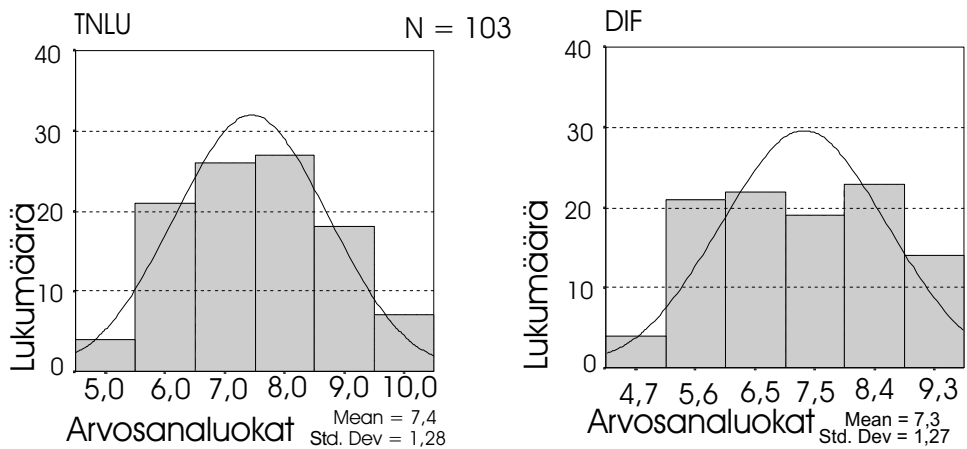 TNLU
N = 103
40
30
20
10
0
Lukumäärä
5,0 6,0 7,0 8,0 9,0 10,0
Arvosanaluokat
Mean = 7,4
Std. Dev = 1,28
DIF
40
30
20
10
0
Lukumäärä
4,7 5,6 6,5 7,5 8,4 9,3
Arvosanaluokat
Mean = 7,3
Std. Dev = 1,27